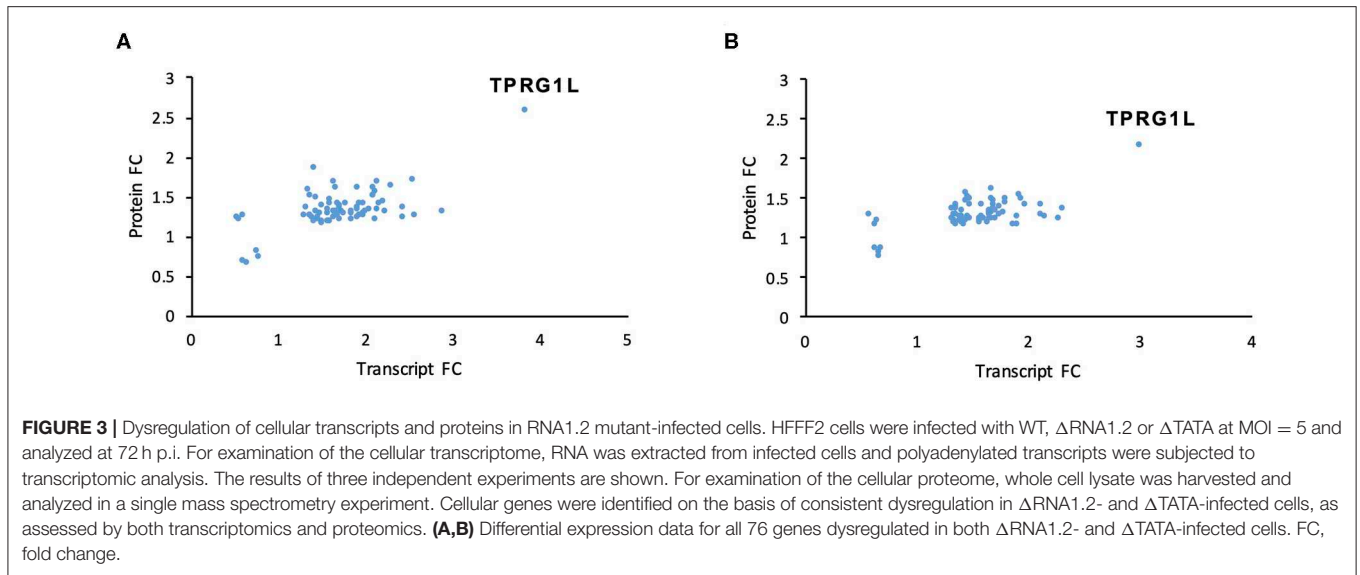 A
3
2.5
2
1.5
1
0.5
0
Protein FC
TPRG1L
0 1 2 3 4 5
Transcript FC
B
3
2.5
2
1.5
1
0.5
0
Protein FC
TPRG1L
0 1 2 3 4
Transcript FC
FIGURE 3 | Dysregulation of cellular transcripts and proteins in RNA1.2 mutant-infected cells. HFFF2 cells were infected with WT, ΔRNA1.2 or ΔTATA at MOI = 5 and
analyzed at 72 h p.i. For examination of the cellular transcriptome, RNA was extracted from infected cells and polyadenylated transcripts were subjected to
transcriptomic analysis. The results of three independent experiments are shown. For examination of the cellular proteome, whole cell lysate was harvested and
analyzed in a single mass spectrometry experiment. Cellular genes were identified on the basis of consistent dysregulation in ΔRNA1.2- and ΔTATA-infected cells, as
assessed by both transcriptomics and proteomics. (A,B) Differential expression data for all 76 genes dysregulated in both ΔRNA1.2- and ΔTATA-infected cells. FC,
fold change.